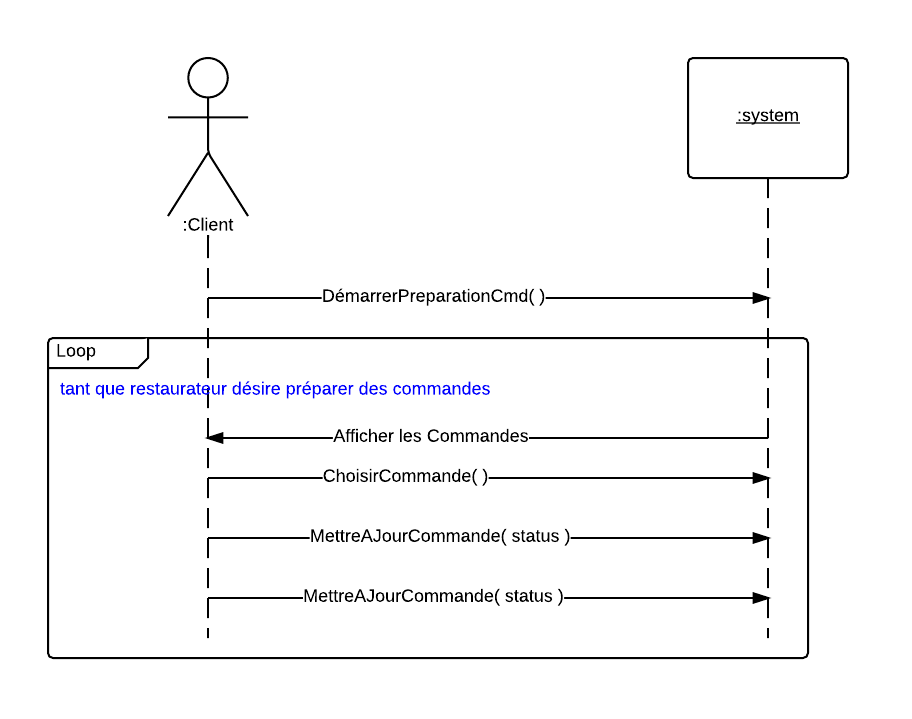 :system
:Client
DémarrerPreparationCmd( )
Loop
tant que restaurateur désire préparer des commandes
Afficher les Commandes
ChoisirCommande( )
MettreAJourCommande( status )
MettreAJourCommande( status )